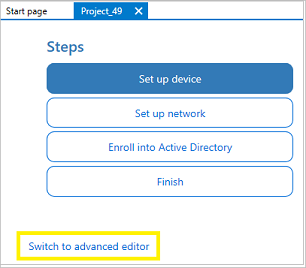 Start page
Project_49
Steps
Set up device
Set up network
Enroll into Active Directory
Finish
Switch to advanced editor